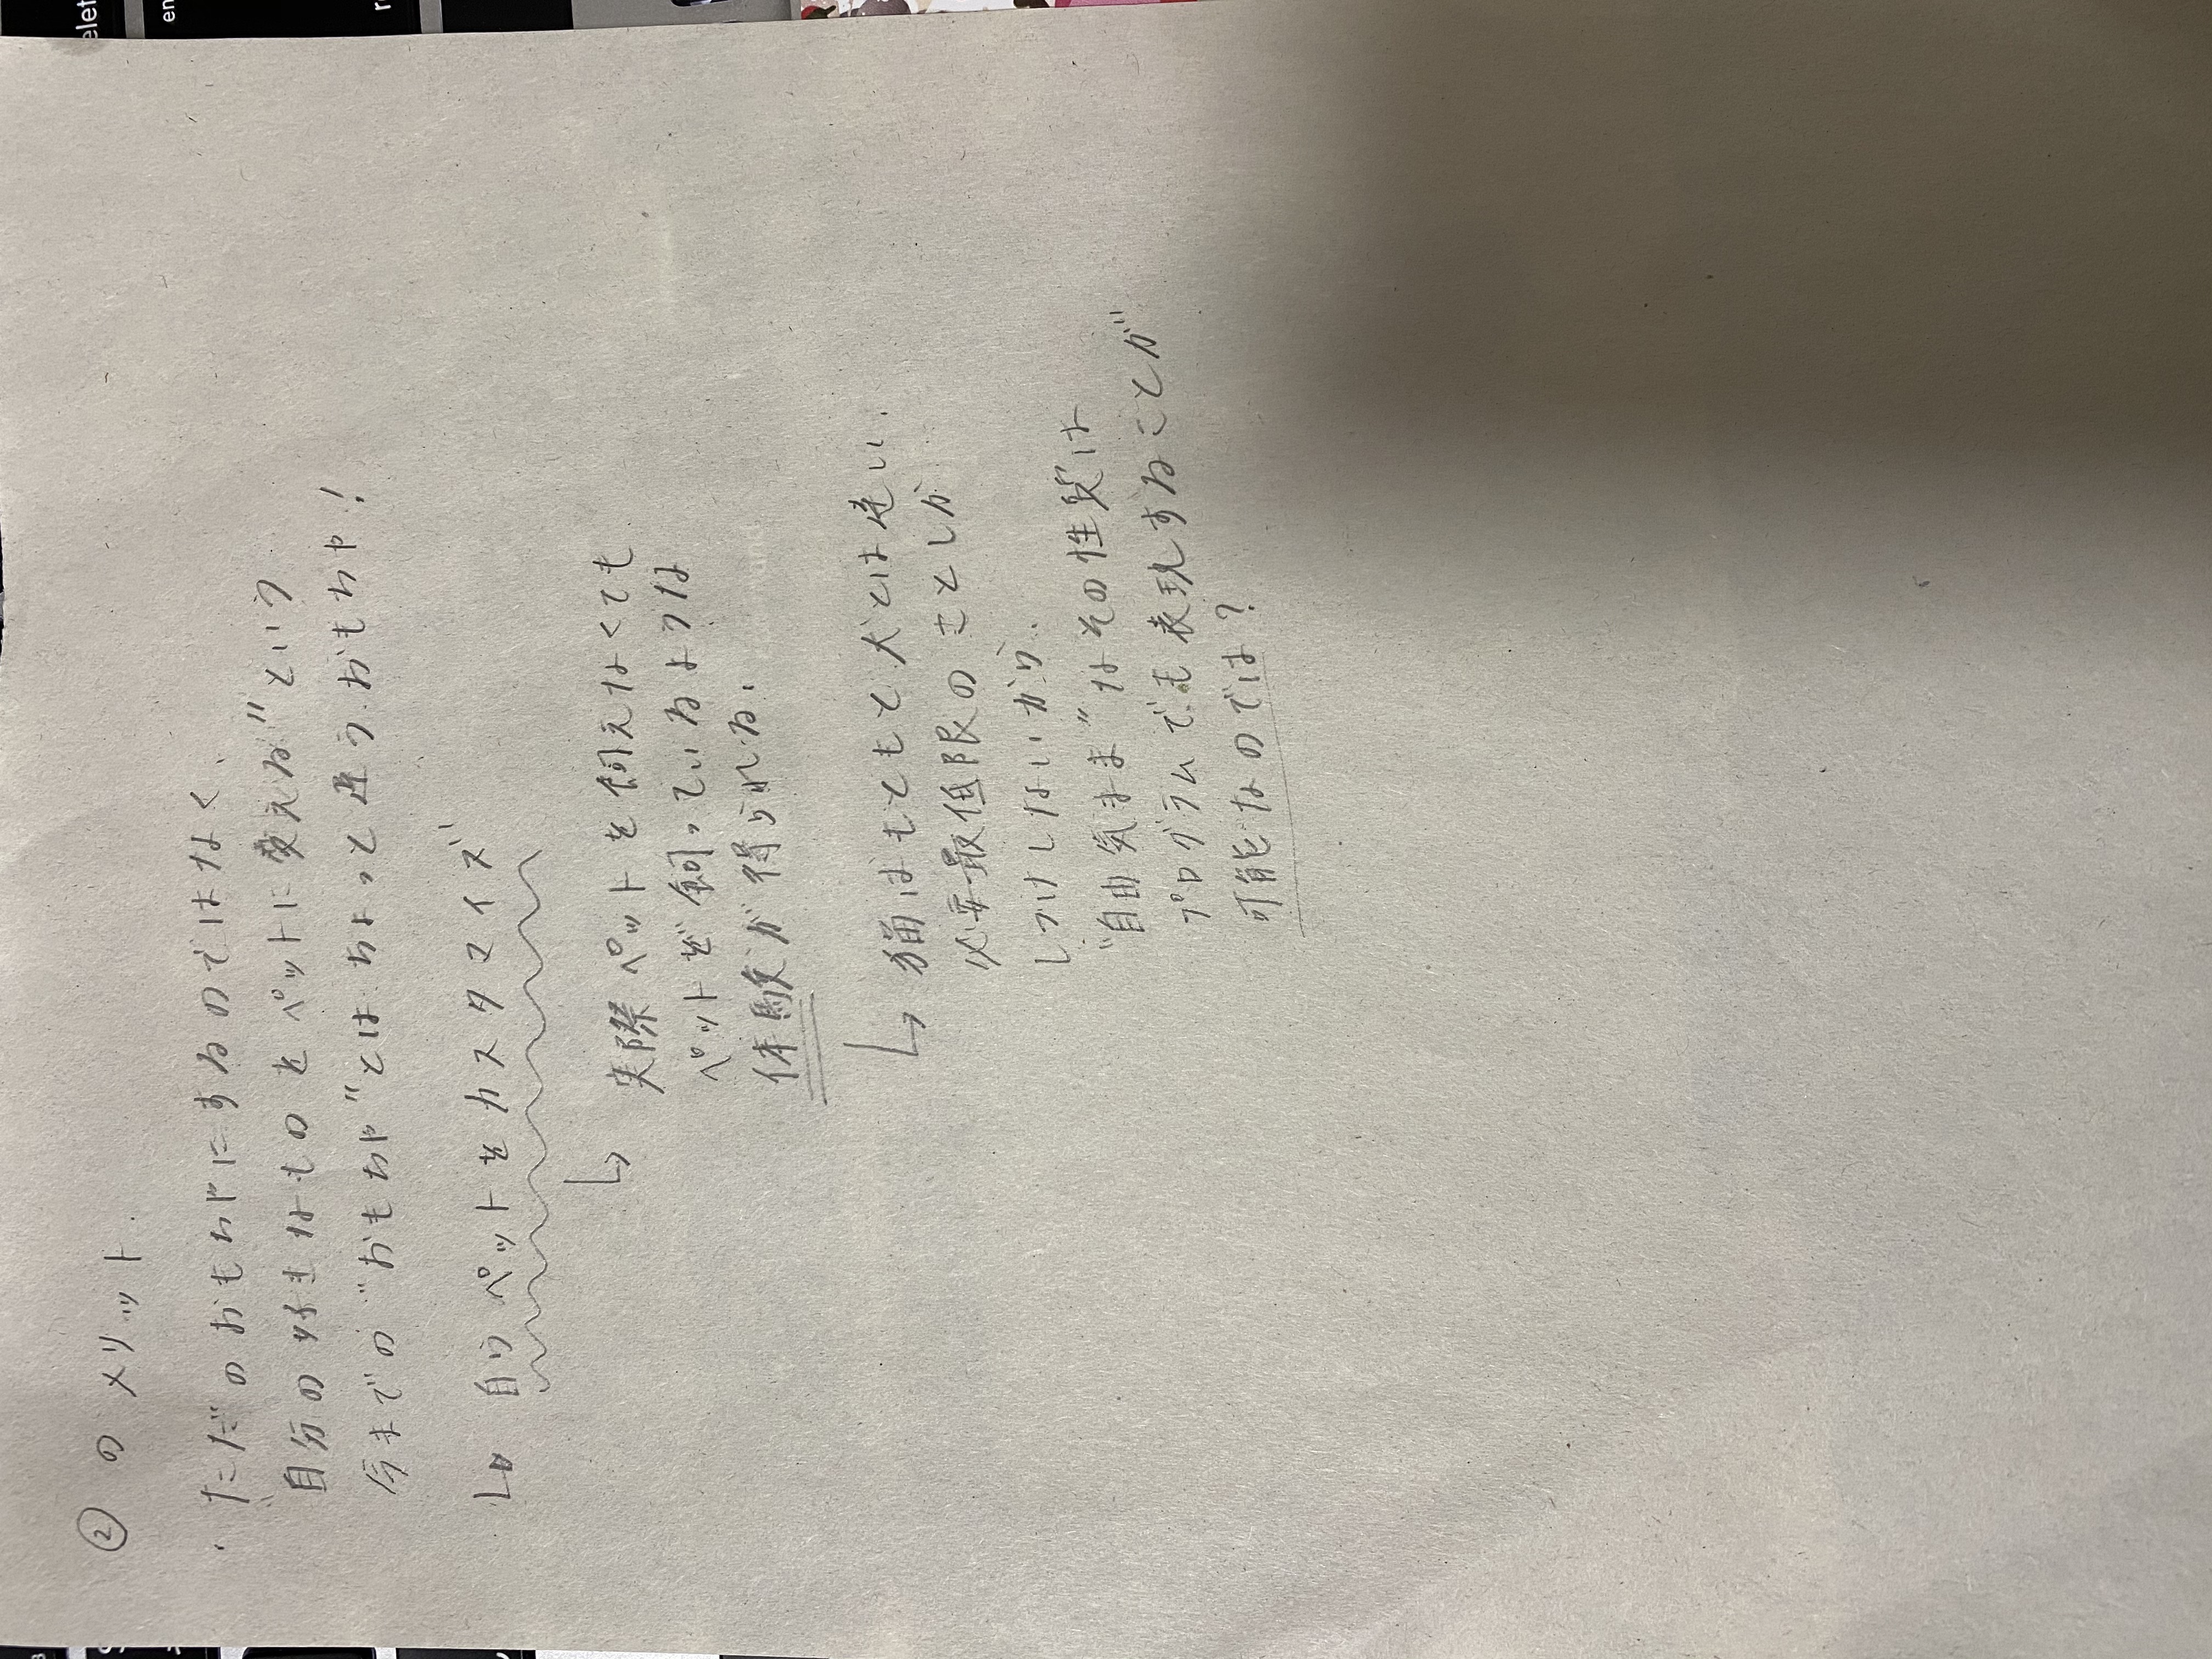 ② のメリット.
・ただのおもちゃにするのではなく、
"自分の好きなものをペットに変える"という
今までの"おもちゃ"とはちょっと違うおもちゃ!
↳ 自らペットをカスタマイズ
↳ 実際ペットを飼えなくても
ペットを飼っているような
体験が得られる.
↳ 猫はもともと犬とは違い、
必要最低限のことしか
しつけしないから、
"自由気まま"なその性質は
プログラムでも表現することが
可能なのでは?
elet
en